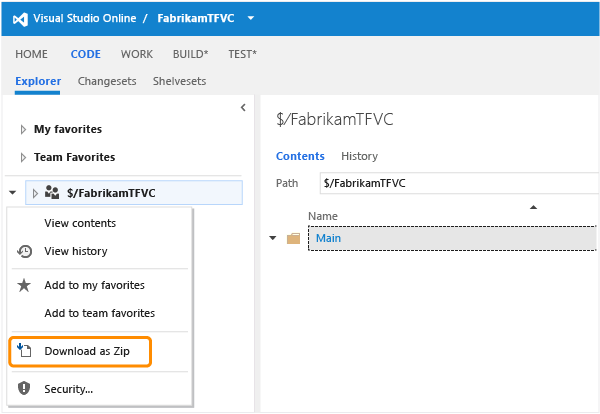 Visual Studio Online / FabrikamTFVC
HOME CODE WORK BUILD* TEST*
Explorer Changesets Shelvesets
My favorites
Team Favorites
$/FabrikamTFVC
View contents
View history
Add to my favorites
Add to team favorites
Download as Zip
Security...
$/FabrikamTFVC
Contents History
Path $/FabrikamTFVC
Name
Main